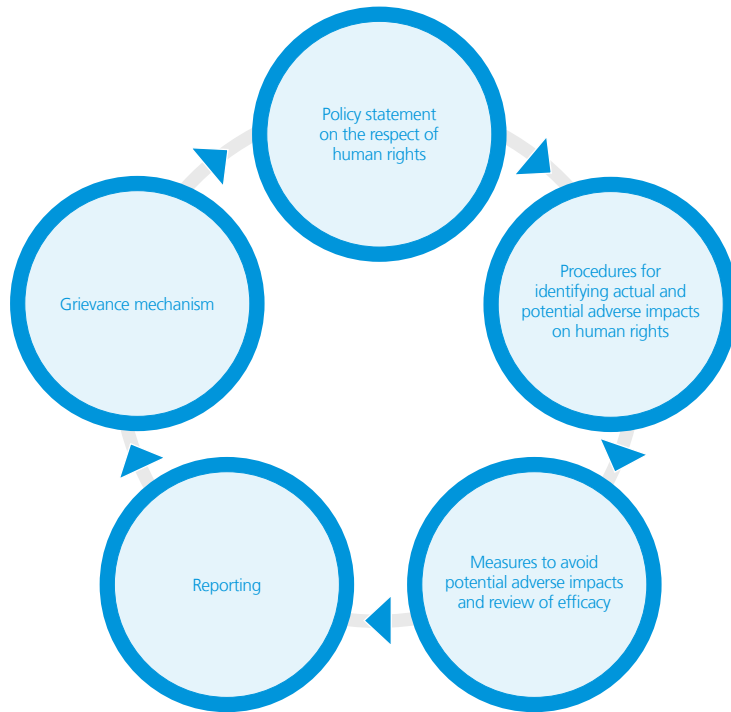 Policy statement
on the respect of
human rights
Procedures for
identifying actual and
potential adverse impacts
on human rights
Measures to avoid
potential adverse impacts
and review of efficacy
Reporting
Grievance mechanism